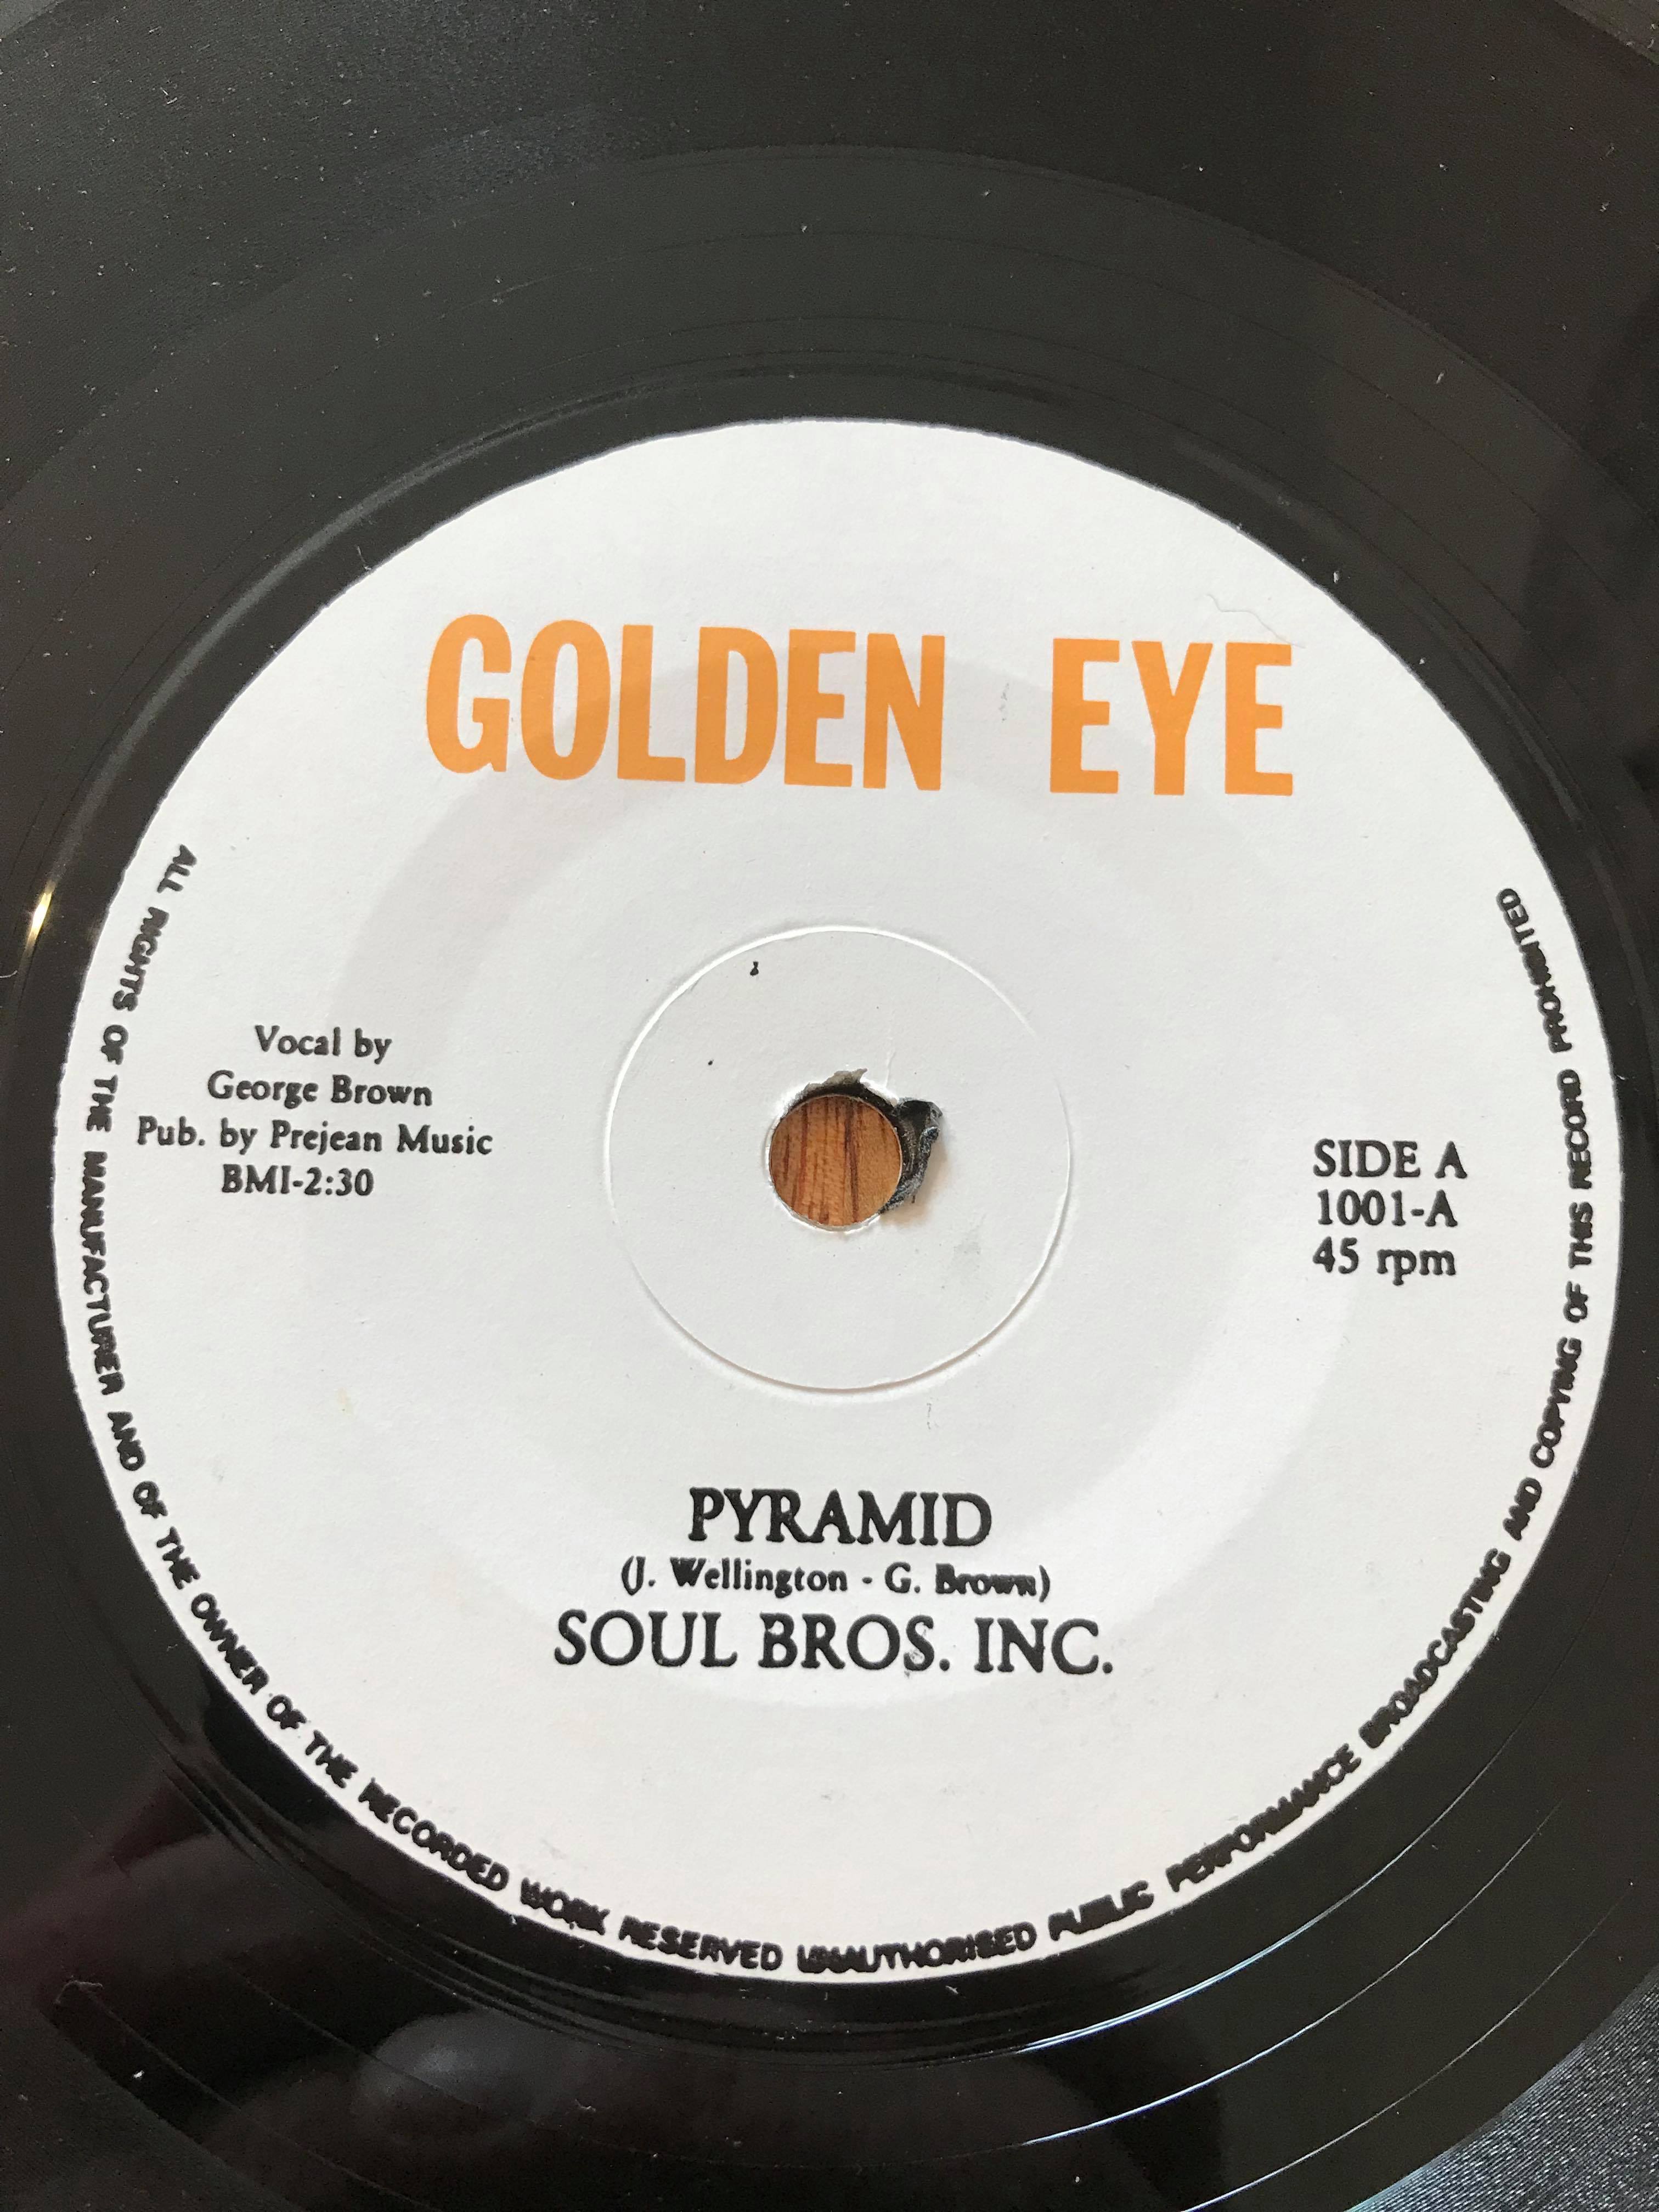 GOLDEN EYE
Vocal by
George Brown
Pub. by Prejean Music
BMI-2:30
SIDE A
1001-A
45 rpm
PYRAMID
(J. Wellington - G. Brown)
SOUL BROS. INC.
ALL RIGHTS OF THE MANUFACTURER AND OF THE OWNER OF THE RECORDED WORK RESERVED UNAUTHORISED PUBLIC PERFORMANCE BROADCASTING AND COPYING OF THIS RECORD PROHIBITED